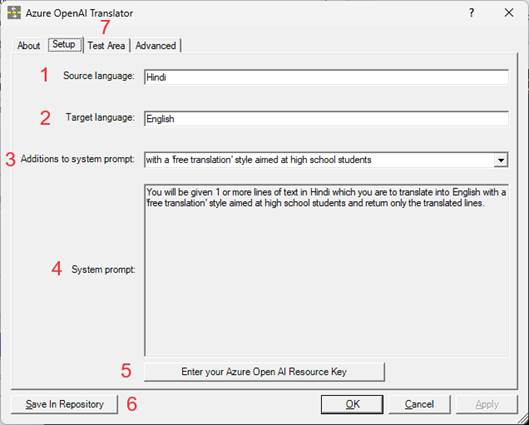 Azure OpenAI Translator
7
About Setup Test Area Advanced
1 Source language: Hindi
2 Target language: English
3 Additions to system prompt: with a 'free translation' style aimed at high school students
You will be given 1 or more lines of text in Hindi which you are to translate into English with a
'free translation' style aimed at high school students and return only the translated lines.
4 System prompt:
5 Enter your Azure Open AI Resource Key
Save In Repository 6 OK Cancel Apply